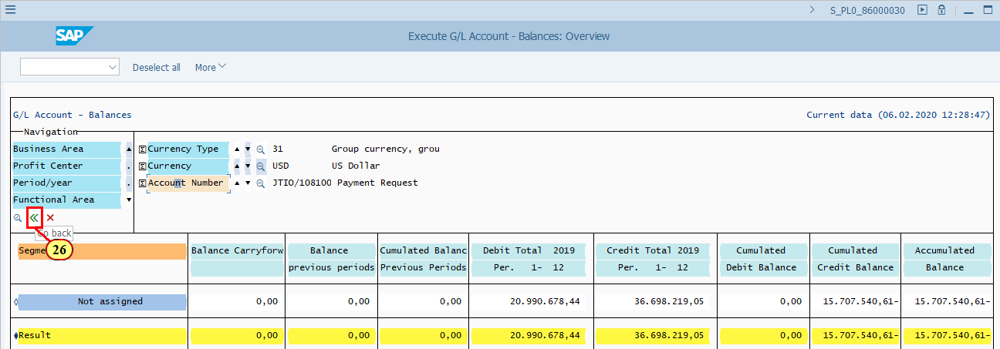 S_PL0_86000030
SAP
Execute G/L Account - Balances: Overview
Deselect all More
G/L Account - Balances Current data (06.02.2020 12:28:47)
Navigation
Business Area Currency Type 31 Group currency, grou
Profit Center Currency USD US Dollar
Period/year Account Number JTIO/108100 Payment Request
Functional Area
Go back
26
Balance Carryforw Balance Cumulated Balanc Debit Total 2019 Credit Total 2019 Cumulated Cumulated Accumulated
previous periods Previous Periods Per. 1- 12 Per. 1- 12 Debit Balance Credit Balance Balance
Not assigned 0,00 0,00 0,00 20.990.678,44 36.698.219,05 0,00 15.707.540,61- 15.707.540,61-
Result 0,00 0,00 0,00 20.990.678,44 36.698.219,05 0,00 15.707.540,61- 15.707.540,61-